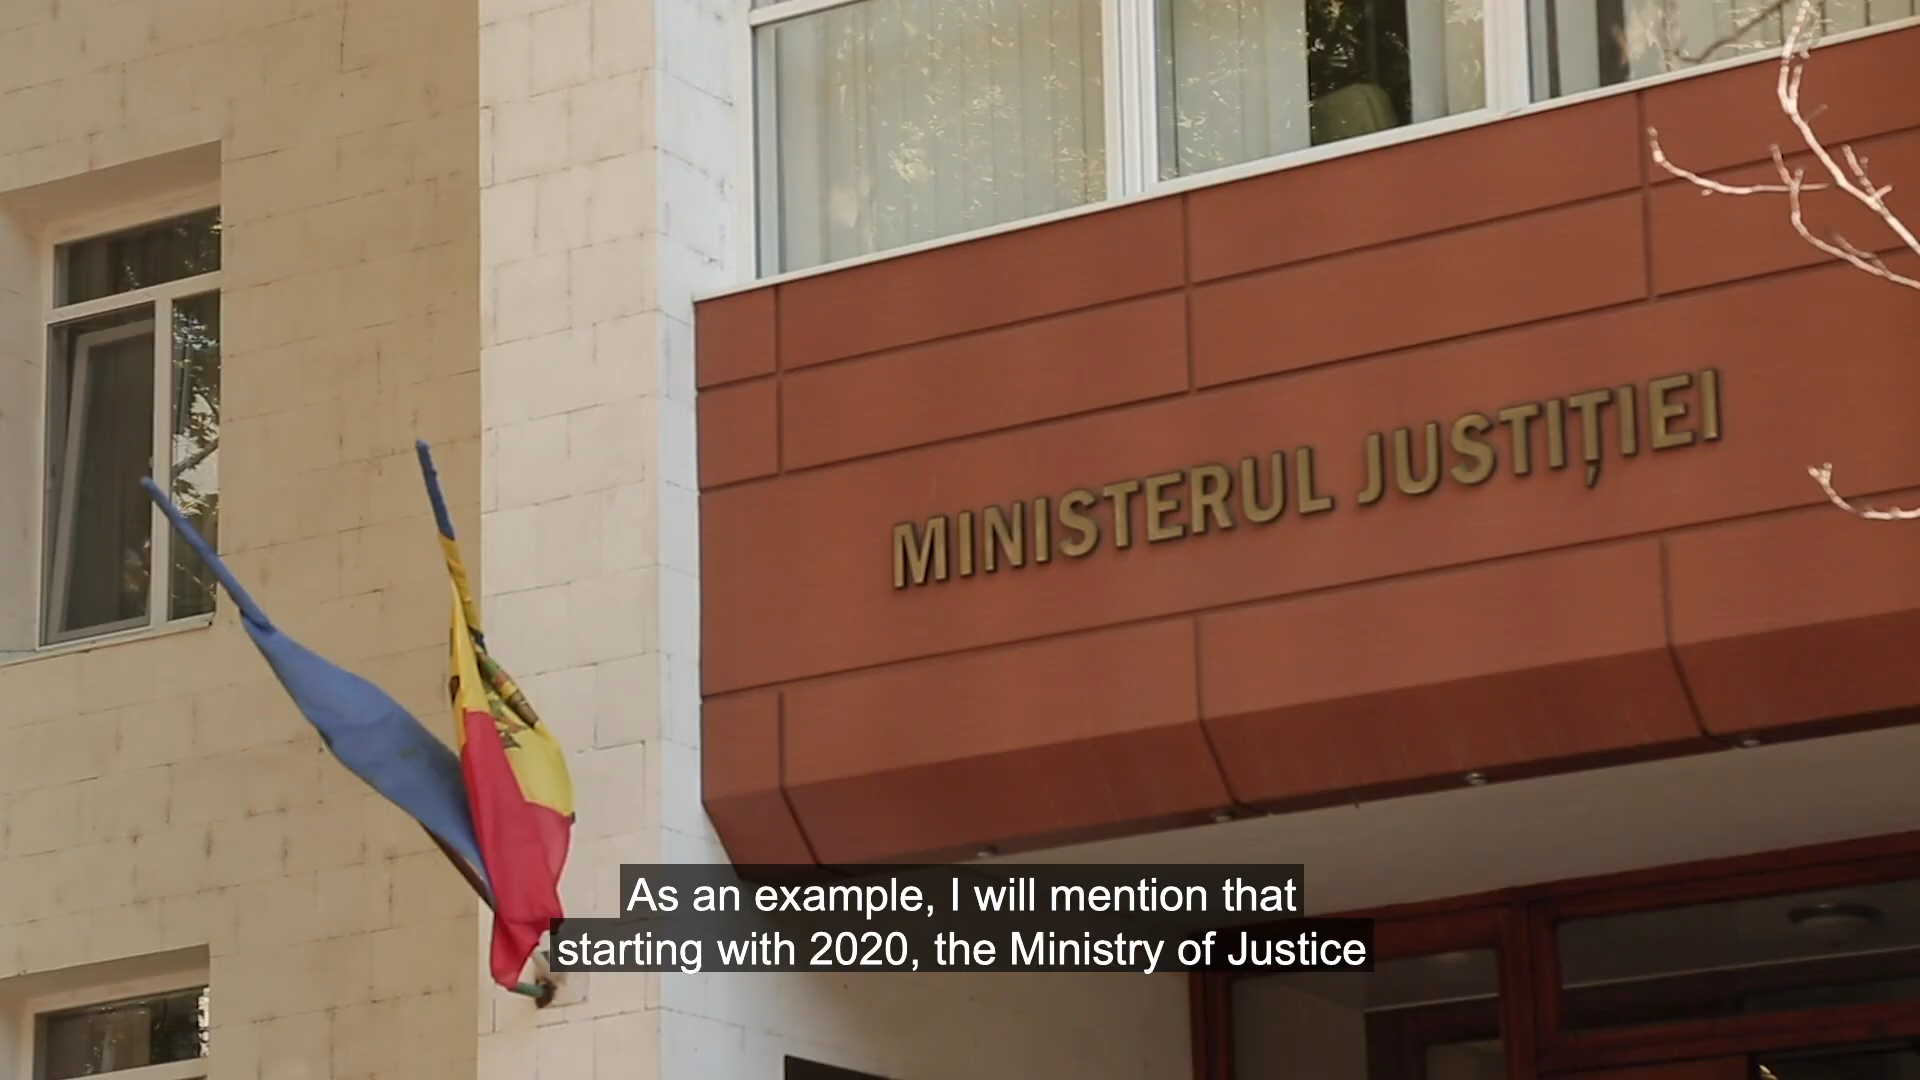 MINISTERUL JUSTIȚIEI
As an example, I will mention that
starting with 2020, the Ministry of Justice